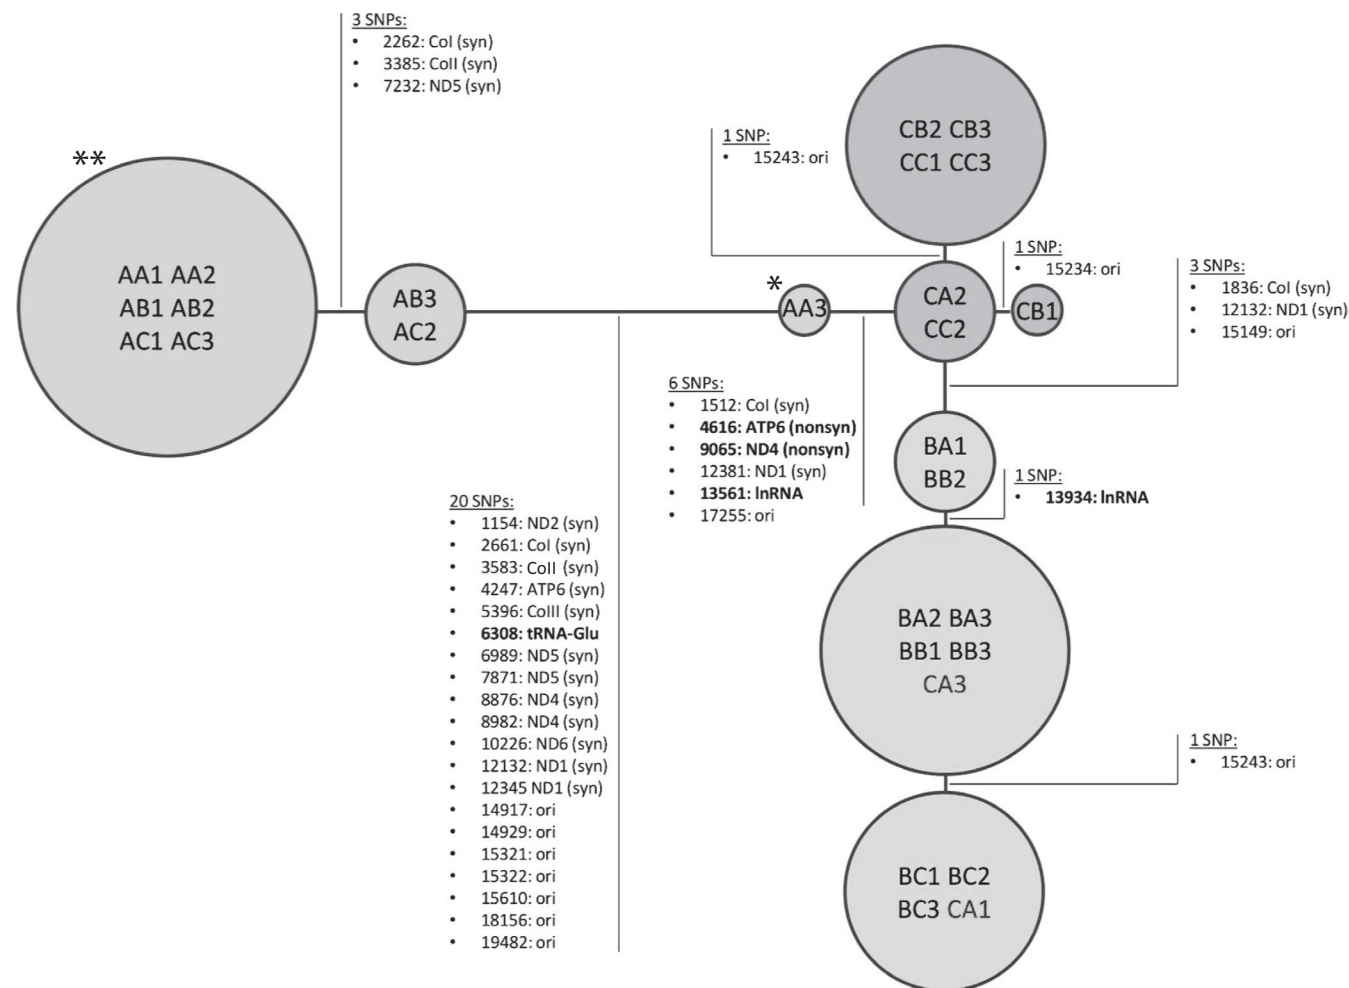 3 SNPs:
• 2262: CoI (syn)
• 3385: CoII (syn)
• 7232: ND5 (syn)
**
AA1 AA2
AB1 AB2
AC1 AC3
AB3
AC2
1 SNP:
• 15243: ori
CB2 CB3
CC1 CC3
*
AA3
CA2
CC2
1 SNP:
• 15234: ori
CB1
3 SNPs:
• 1836: CoI (syn)
• 12132: ND1 (syn)
• 15149: ori
6 SNPs:
• 1512: CoI (syn)
• 4616: ATP6 (nonsyn)
• 9065: ND4 (nonsyn)
• 12381: ND1 (syn)
• 13561: lnRNA
• 17255: ori
BA1
BB2
1 SNP:
• 13934: lnRNA
20 SNPs:
• 1154: ND2 (syn)
• 2661: CoI (syn)
• 3583: CoII (syn)
• 4247: ATP6 (syn)
• 5396: CoIII (syn)
• 6308: tRNA-Glu
• 6989: ND5 (syn)
• 7871: ND5 (syn)
• 8876: ND4 (syn)
• 8982: ND4 (syn)
• 10226: ND6 (syn)
• 12132: ND1 (syn)
• 12345 ND1 (syn)
• 14917: ori
• 14929: ori
• 15321: ori
• 15322: ori
• 15610: ori
• 18156: ori
• 19482: ori
BA2 BA3
BB1 BB3
CA3
1 SNP:
• 15243: ori
BC1 BC2
BC3 CA1